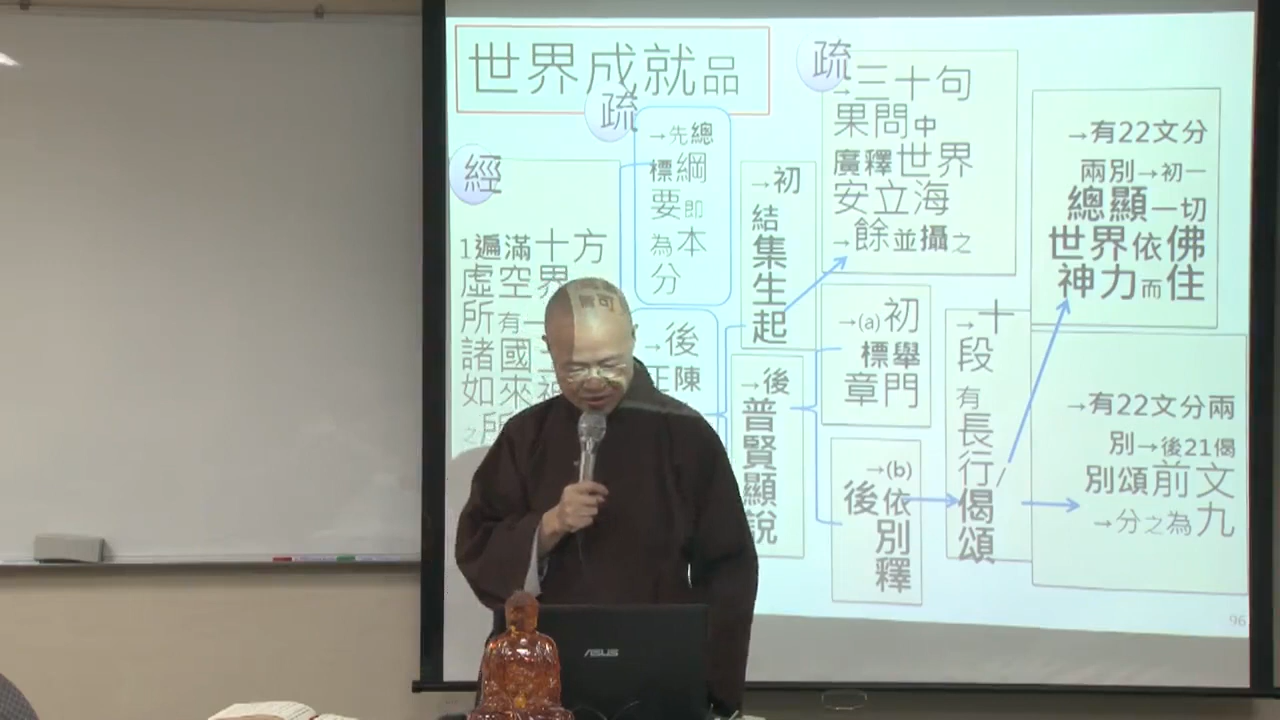 世界成就品
疏
→先總
標綱
要即
為本
分
經
1遍滿十方
虛空界
所有一
諸國
如來神
之所
→後
正陳
→初
結
集
生
起
→後
普
賢
顯
說
疏
→三十句
果問中
廣釋世界
安立海
→餘並攝之
→(a)初
標舉
章門
→(b)
後依
別
釋
→十
段
有
長
行/
偈
頌
→有22文分
兩別→初一
總顯一切
世界依佛
神力而住
→有22文分兩
別→後21偈
別頌前文
→分之為九
96
ASUS